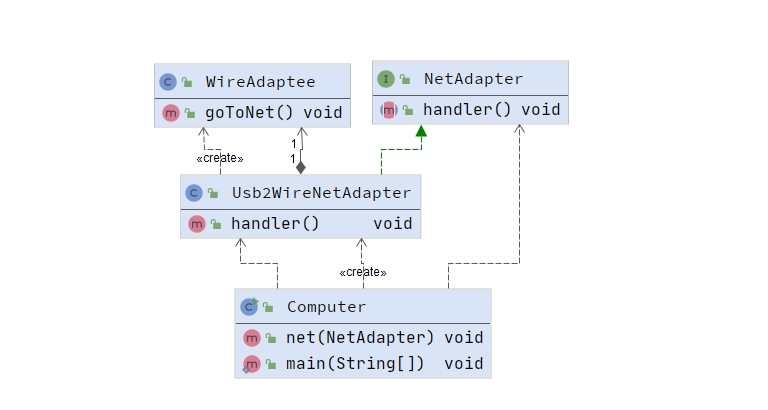 C WireAdaptee
m goToNet() void
I NetAdapter
m handler() void
«create»
1
1
C Usb2WireNetAdapter
m handler() void
«create»
C Computer
m net(NetAdapter) void
m main(String[]) void